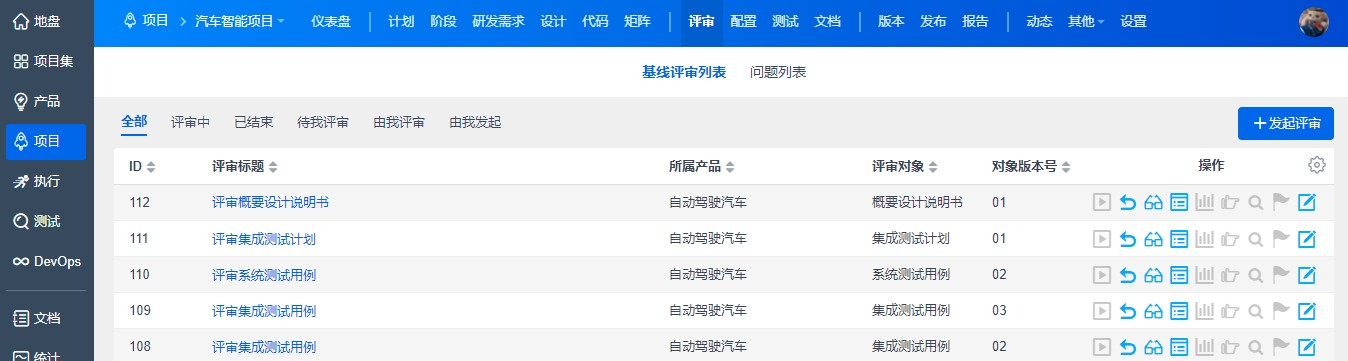 地盘
项目集
产品
项目
执行
测试
DevOps
文档
统计
项目 汽车智能项目 仪表盘 计划 阶段 研发需求 设计 代码 矩阵 评审 配置 测试 文档 版本 发布 报告 动态 其他 设置
基线评审列表 问题列表
全部 评审中 已结束 待我评审 由我评审 由我发起 +发起评审
ID 评审标题 所属产品 评审对象 对象版本号 操作
112 评审概要设计说明书 自动驾驶汽车 概要设计说明书 01
111 评审集成测试计划 自动驾驶汽车 集成测试计划 01
110 评审系统测试用例 自动驾驶汽车 系统测试用例 02
109 评审集成测试用例 自动驾驶汽车 集成测试用例 03
108 评审集成测试用例 自动驾驶汽车 集成测试用例 02